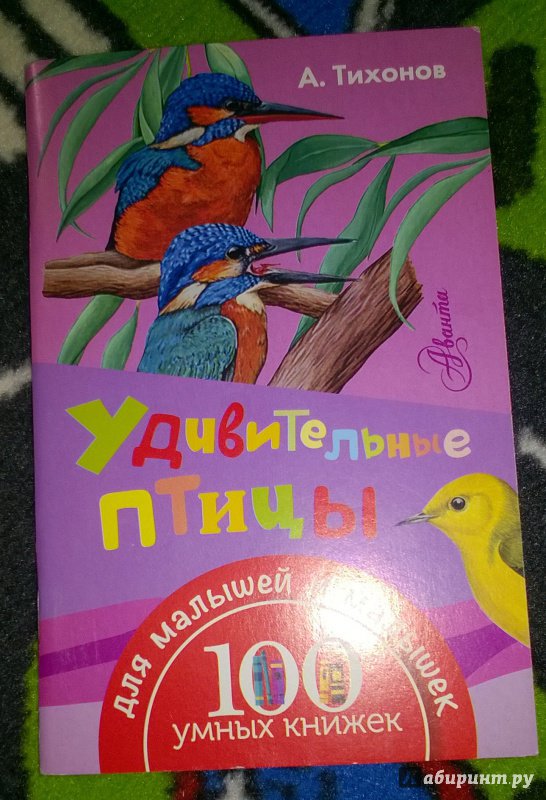 А. Тихонов
Аванта
Удивительные
птицы
для малышей
100
умных книжек
абиринт.ру